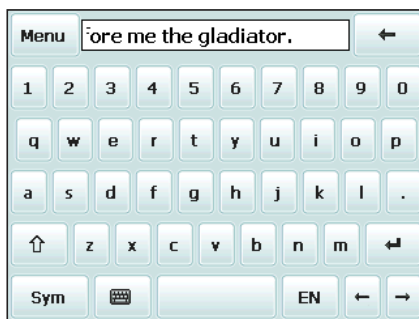 Menu ore me the gladiator.
1 2 3 4 5 6 7 8 9 0
q w e r t y u i o p
a s d f g h j k l .
z x c v b n m
Sym EN